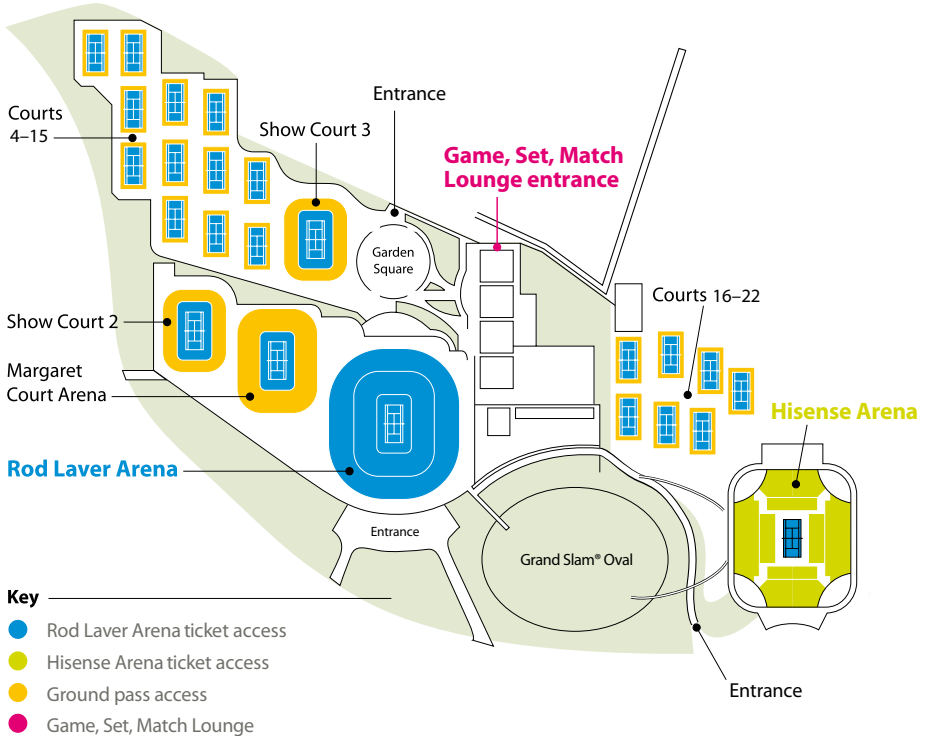 Entrance
Courts
4–15
Show Court 3
Game, Set, Match
Lounge entrance
Garden
Square
Courts 16–22
Show Court 2
Margaret
Court Arena
Hisense Arena
Rod Laver Arena
Entrance
Grand Slam® Oval
Key
Rod Laver Arena ticket access
Hisense Arena ticket access
Ground pass access
Game, Set, Match Lounge
Entrance